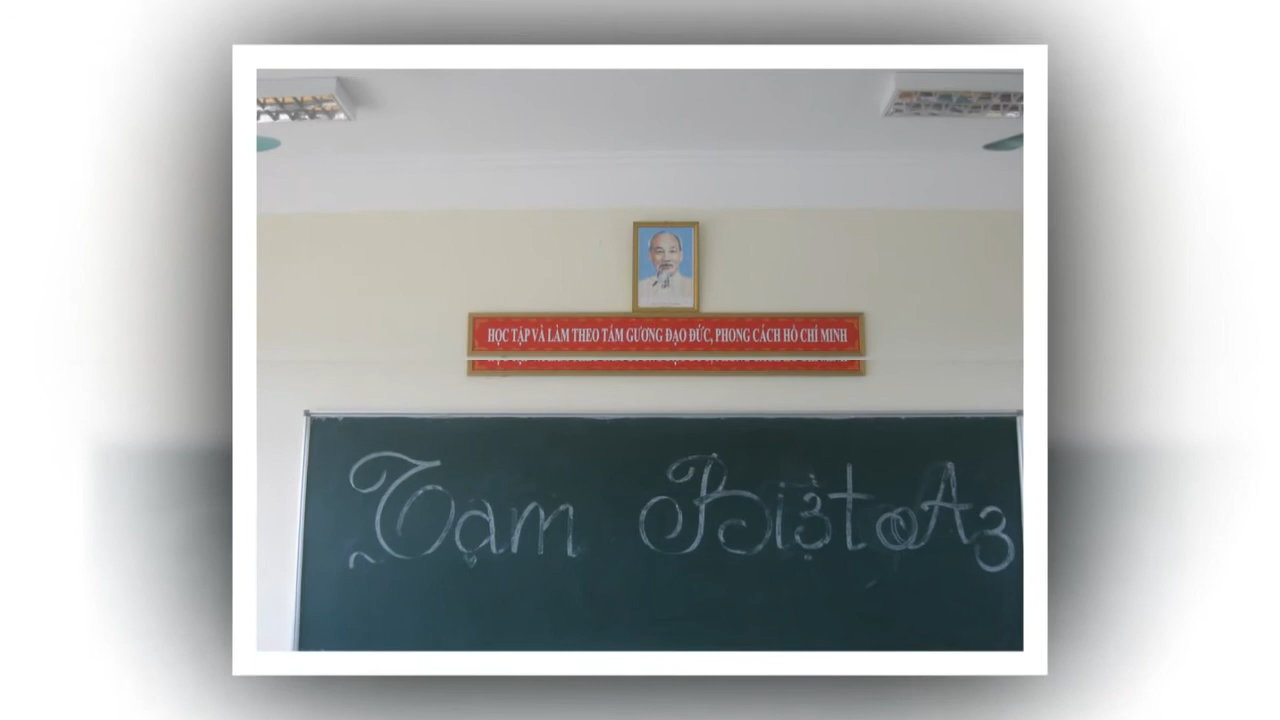 HỌC TẬP VÀ LÀM THEO TẤM GƯƠNG ĐẠO ĐỨC, PHONG CÁCH HỒ CHÍ MINH
Tạm Biệt A3